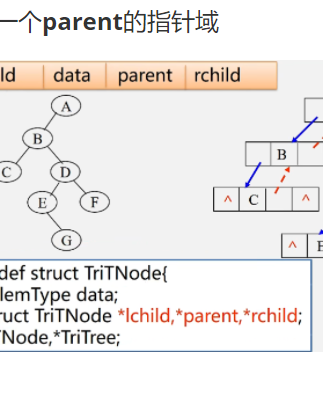 一个parent的指针域
ld data parent rchild
A
B
B
C D
^ C ^
E F
G
^ E
def struct TriTNode{
lemType data;
ruct TriTNode *lchild,*parent,*rchild;
TNode,*TriTree;